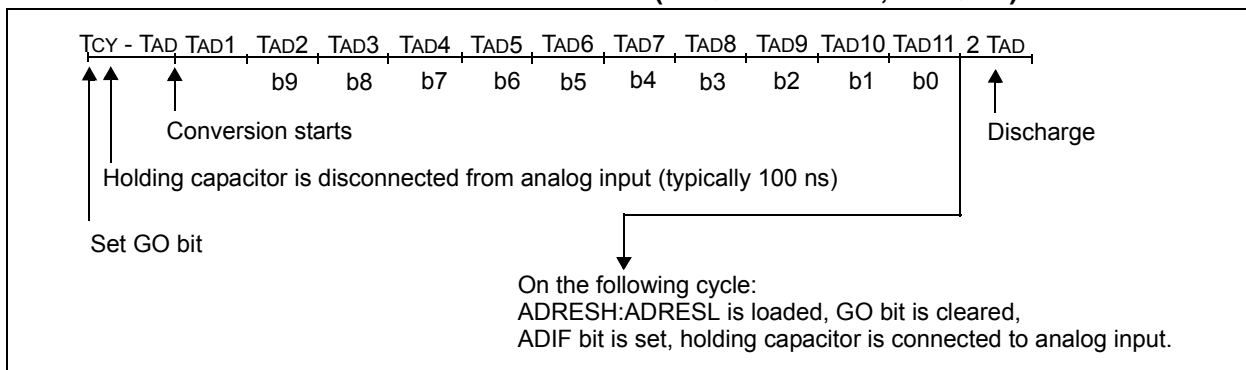 TCY - TAD TAD1 TAD2 TAD3 TAD4 TAD5 TAD6 TAD7 TAD8 TAD9 TAD10 TAD11 2 TAD
b9 b8 b7 b6 b5 b4 b3 b2 b1 b0
Conversion starts
Discharge
Holding capacitor is disconnected from analog input (typically 100 ns)
Set GO bit
On the following cycle:
ADRESH:ADRESL is loaded, GO bit is cleared,
ADIF bit is set, holding capacitor is connected to analog input.